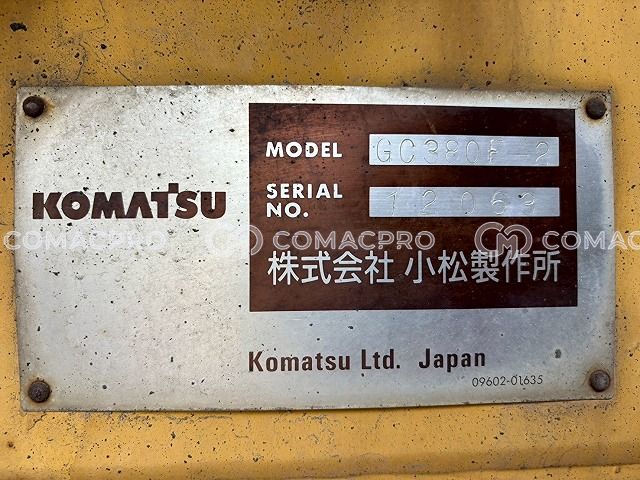 KOMATSU
MODEL GC380F-2
SERIAL NO. 12063
株式会社 小松製作所
Komatsu Ltd. Japan
09602-01635
COMACPRO
COMACPRO
COMACPRO